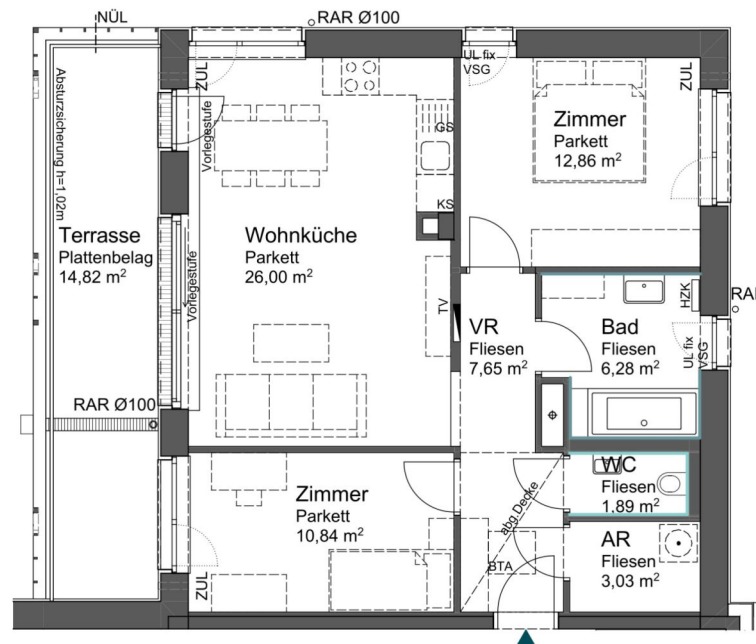 NÜL
RAR Ø100
ZUL
UL fix
VSG
ZUL
Absturzsicherung h=1,02m
Vorlegestufe
GS
Zimmer
Parkett
12,86 m²
KS
Terrasse
Plattenbelag
14,82 m²
Wohnküche
Parkett
26,00 m²
Vorlegestufe
TV
VR
Fliesen
7,65 m²
Bad
Fliesen
6,28 m²
HZK
RAR
UL fix
VSG
RAR Ø100
Zimmer
Parkett
10,84 m²
abg.Decke
WC
Fliesen
1,89 m²
AR
Fliesen
3,03 m²
BTA
ZUL